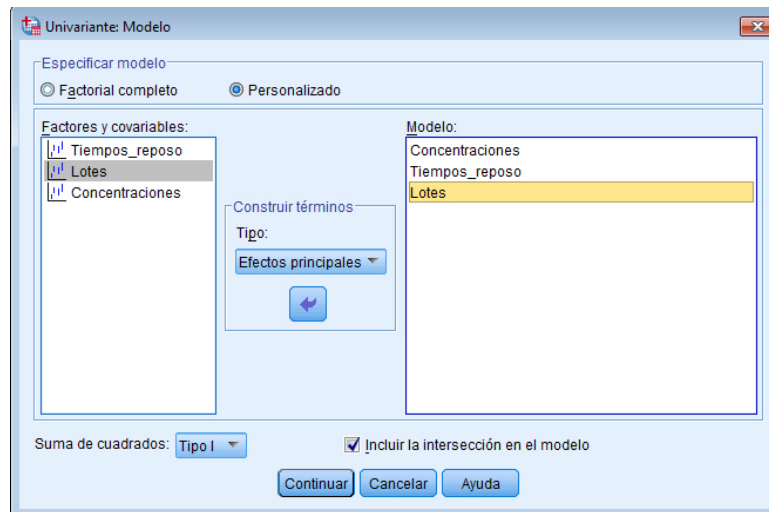 Univariante: Modelo
Especificar modelo
Factorial completo
Personalizado
Factores y covariables:
Tiempos_reposo
Lotes
Concentraciones
Construir términos
Tipo:
Efectos principales
Modelo:
Concentraciones
Tiempos_reposo
Lotes
Suma de cuadrados:
Tipo I
Incluir la intersección en el modelo
Continuar
Cancelar
Ayuda